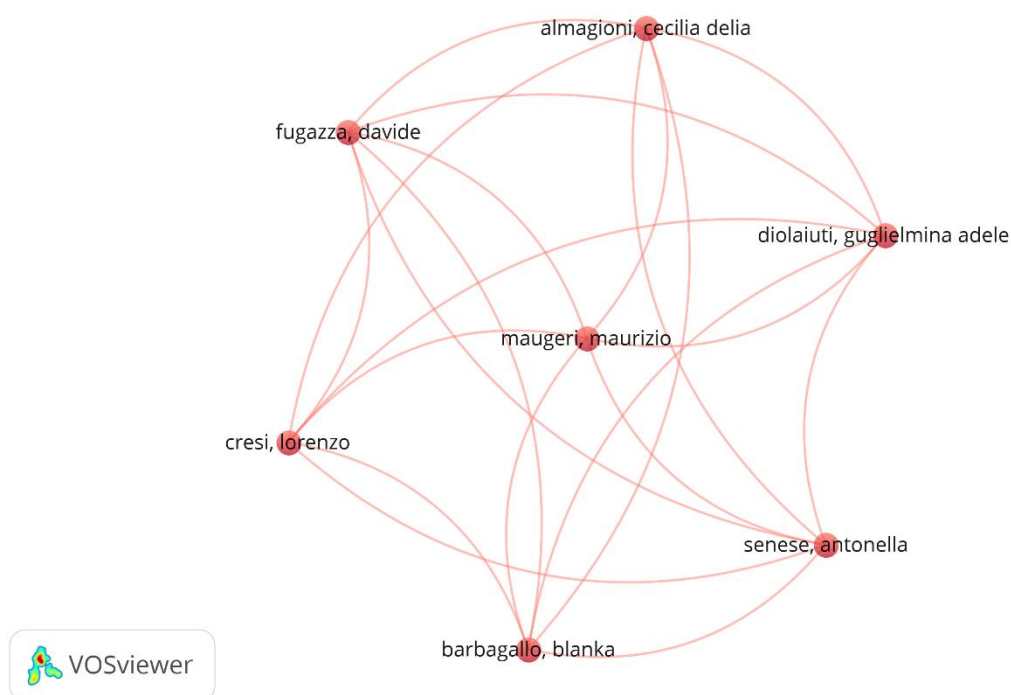 almagioni, cecilia delia
fugazza, davide
diolaiuti, guglielmina adele
maugeri, maurizio
cresi, lorenzo
senese, antonella
barbagallo, blanka
VOSviewer